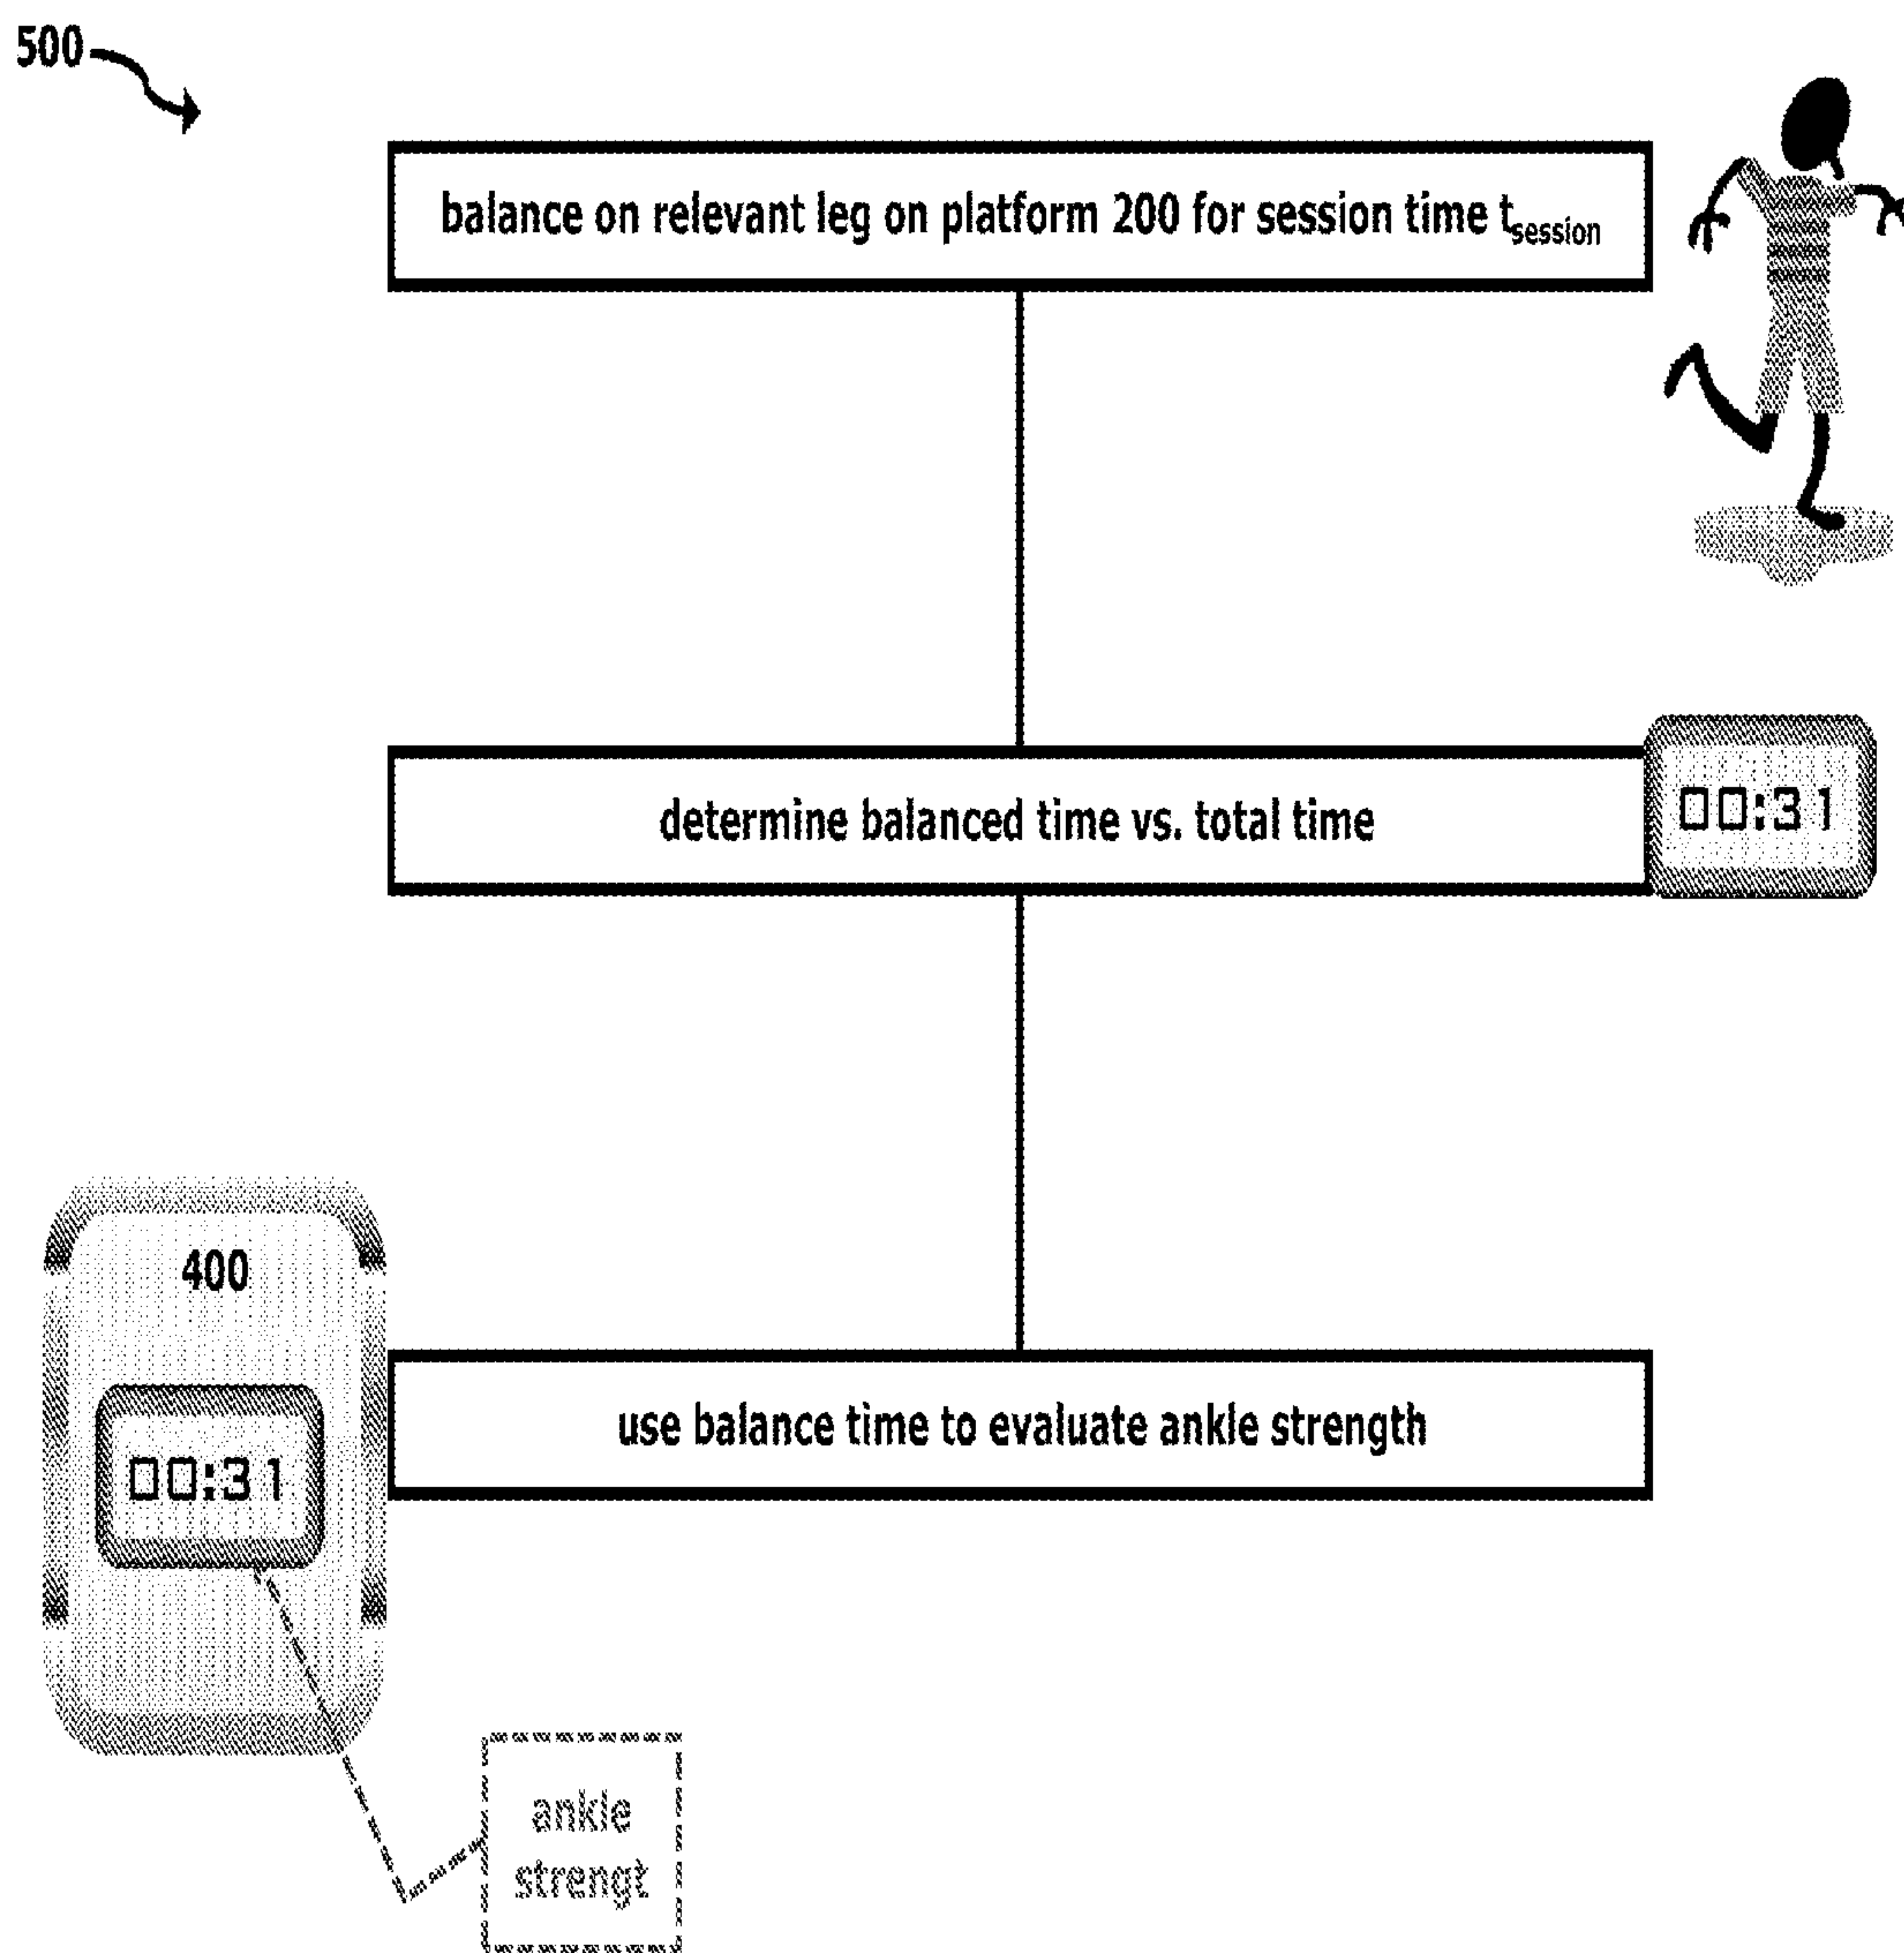 500
balance on relevant leg on platform 200 for session time tsession
determine balanced time vs. total time
00:31
400
use balance time to evaluate ankle strength
00:31
ankle
strengt